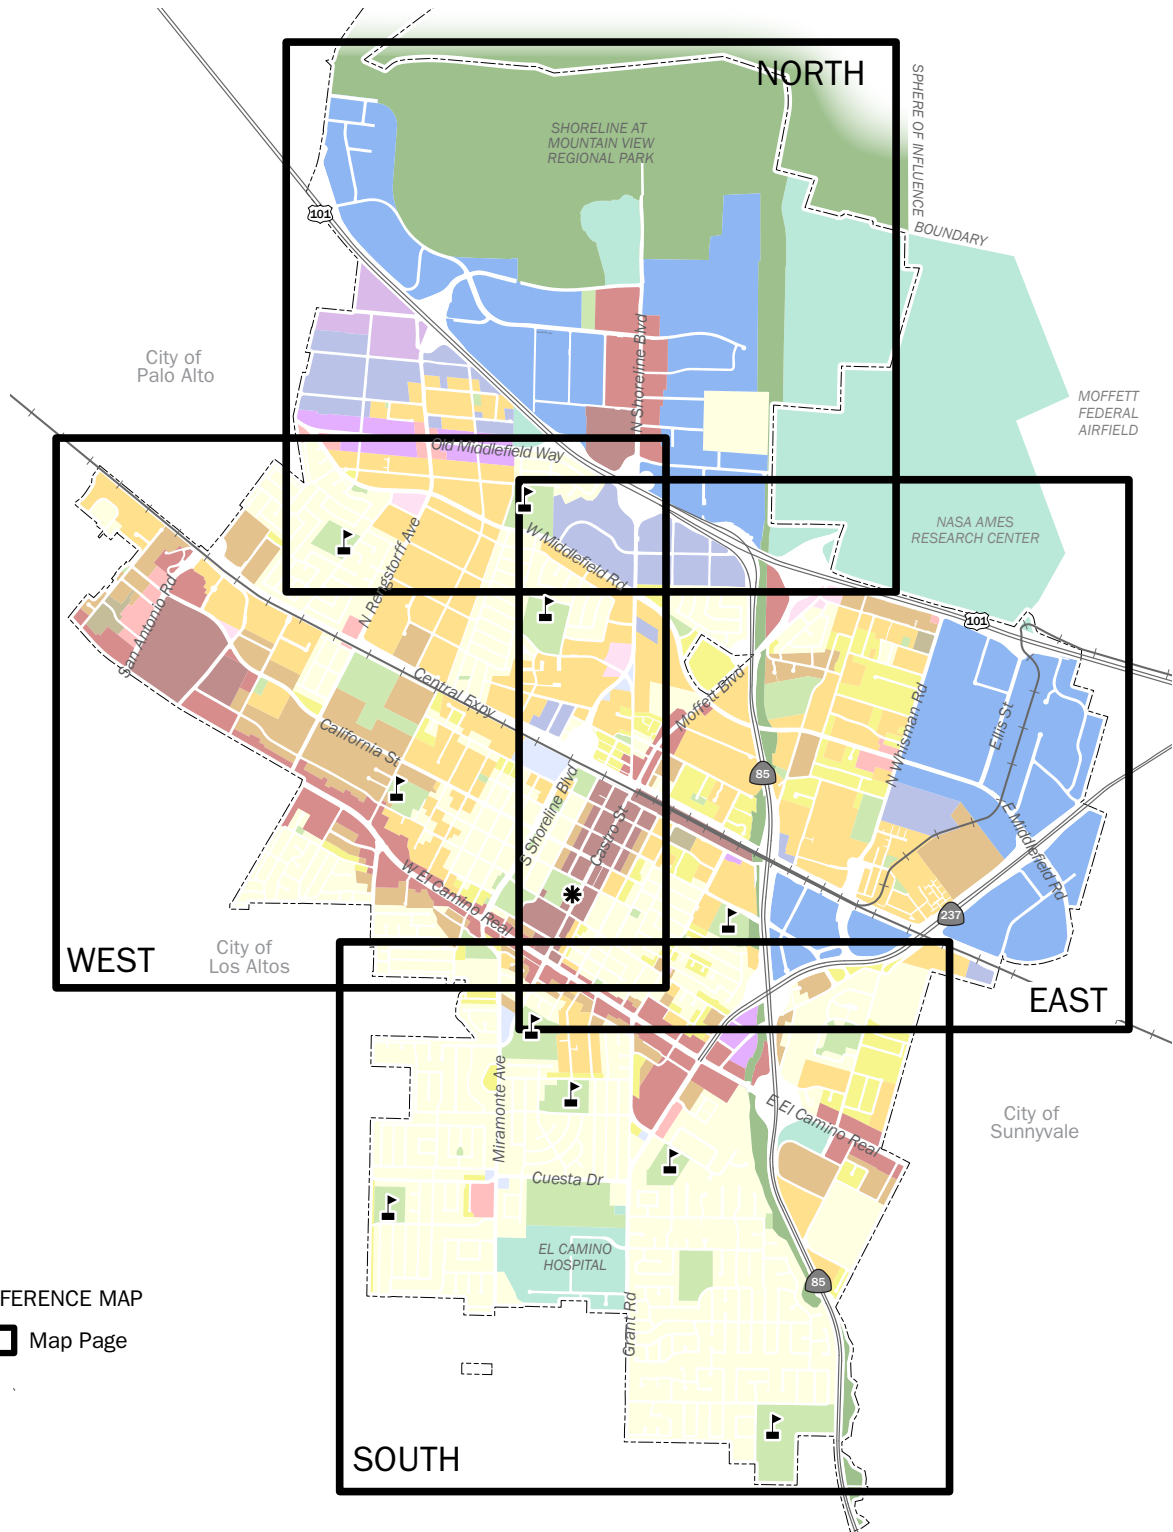 NORTH
SPHERE OF INFLUENCE
BOUNDARY
SHORELINE AT
MOUNTAIN VIEW
REGIONAL PARK
101
N Shoreline Blvd
City of
Palo Alto
MOFFETT
FEDERAL
AIRFIELD
Old Middlefield Way
NASA AMES
RESEARCH CENTER
W Middlefield Rd
N Rengstorff Ave
San Antonio Rd
101
Central Expy
Moffett Blvd
N Whisman Rd
Ellis St
California St
85
S Shoreline Blvd
Castro St
E Middlefield Rd
W El Camino Real
237
WEST
City of
Los Altos
EAST
Miramonte Ave
E El Camino Real
City of
Sunnyvale
Cuesta Dr
EL CAMINO
HOSPITAL
85
Grant Rd
FERENCE MAP
Map Page
SOUTH